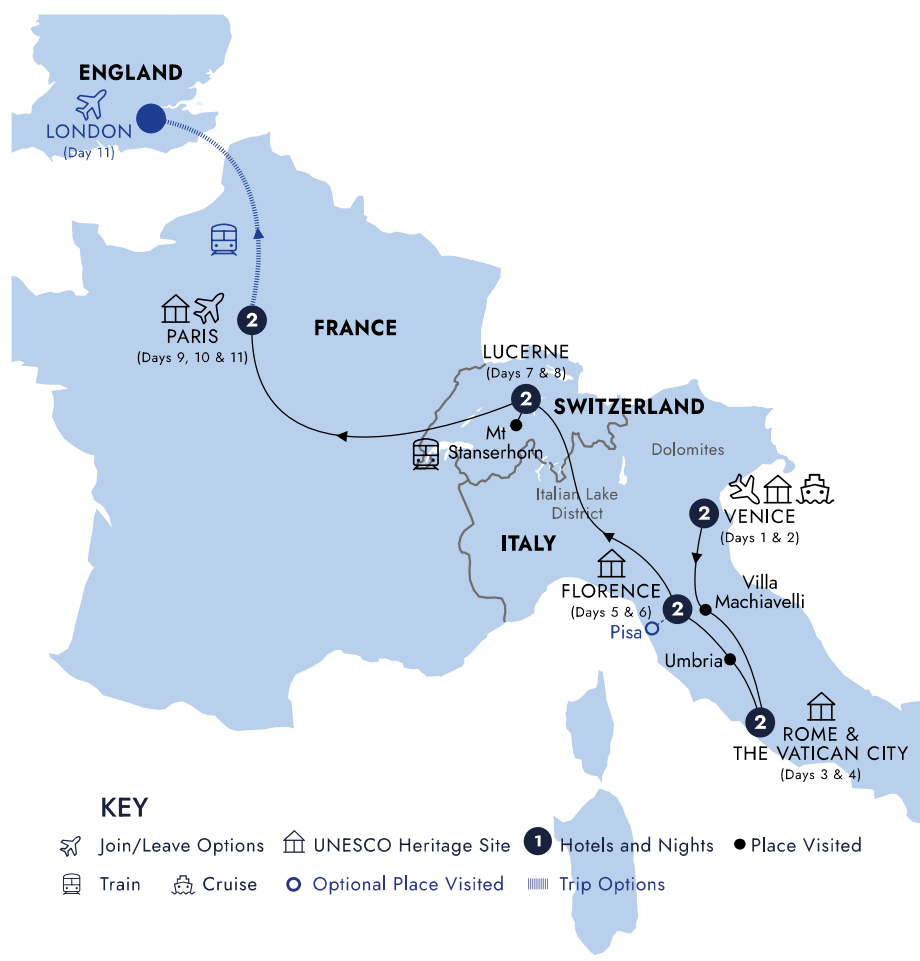 ENGLAND
LONDON
(Day 11)
2
PARIS
(Days 9, 10 & 11)
FRANCE
LUCERNE
(Days 7 & 8)
2
SWITZERLAND
Mt
Stanserhorn
Dolomites
Italian Lake
District
2
VENICE
(Days 1 & 2)
ITALY
FLORENCE
(Days 5 & 6)
2
Pisa
Villa
Machiavelli
Umbria
2
ROME &
THE VATICAN CITY
(Days 3 & 4)
KEY
Join/Leave Options
UNESCO Heritage Site
1
Hotels and Nights
Place Visited
Train
Cruise
Optional Place Visited
Trip Options